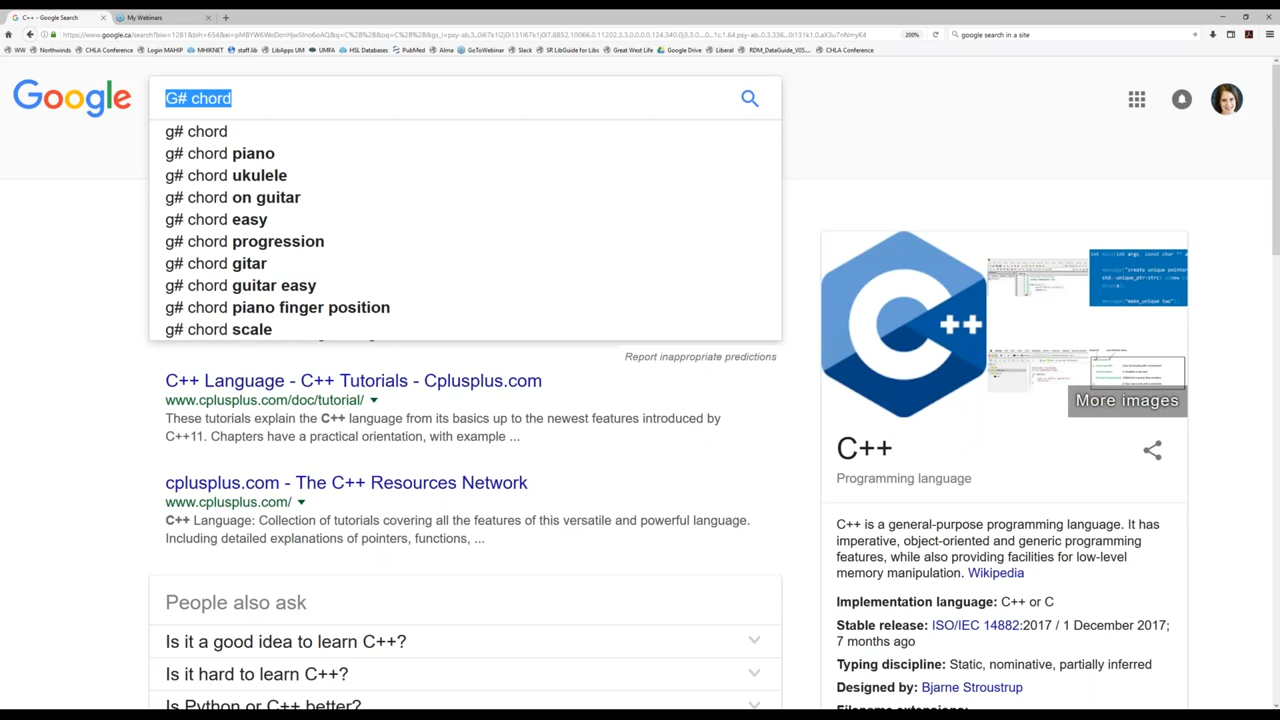 C++ - Google Search
My Webinars
google search in a site
200%
WW Northwinds CHLA Conference Login MAHIP MHIKNET staff.lib LibApps UM UMFA HSL Databases PubMed Alma GoToWebinar SR LibGuide for Libs Great West Life Google Drive Liberal RDM_Data_GV05... CHLA Conference
Google
G# chord
g# chord
g# chord piano
g# chord ukulele
g# chord on guitar
g# chord easy
g# chord progression
g# chord gitar
g# chord guitar easy
g# chord piano finger position
g# chord scale
Report inappropriate predictions
C++ Language - C++ Tutorials - Cplusplus.com
www.cplusplus.com/doc/tutorial/
These tutorials explain the C++ language from its basics up to the newest features introduced by
C++11. Chapters have a practical orientation, with example ...
cplusplus.com - The C++ Resources Network
www.cplusplus.com/
C++ Language: Collection of tutorials covering all the features of this versatile and powerful language.
Including detailed explanations of pointers, functions, ...
People also ask
Is it a good idea to learn C++?
Is it hard to learn C++?
Is Python or C++ better?
C++
More images
C++
Programming language
C++ is a general-purpose programming language. It has
imperative, object-oriented and generic programming
features, while also providing facilities for low-level
memory manipulation. Wikipedia
Implementation language: C++ or C
Stable release: ISO/IEC 14882:2017 / 1 December 2017;
7 months ago
Typing discipline: Static, nominative, partially inferred
Designed by: Bjarne Stroustrup